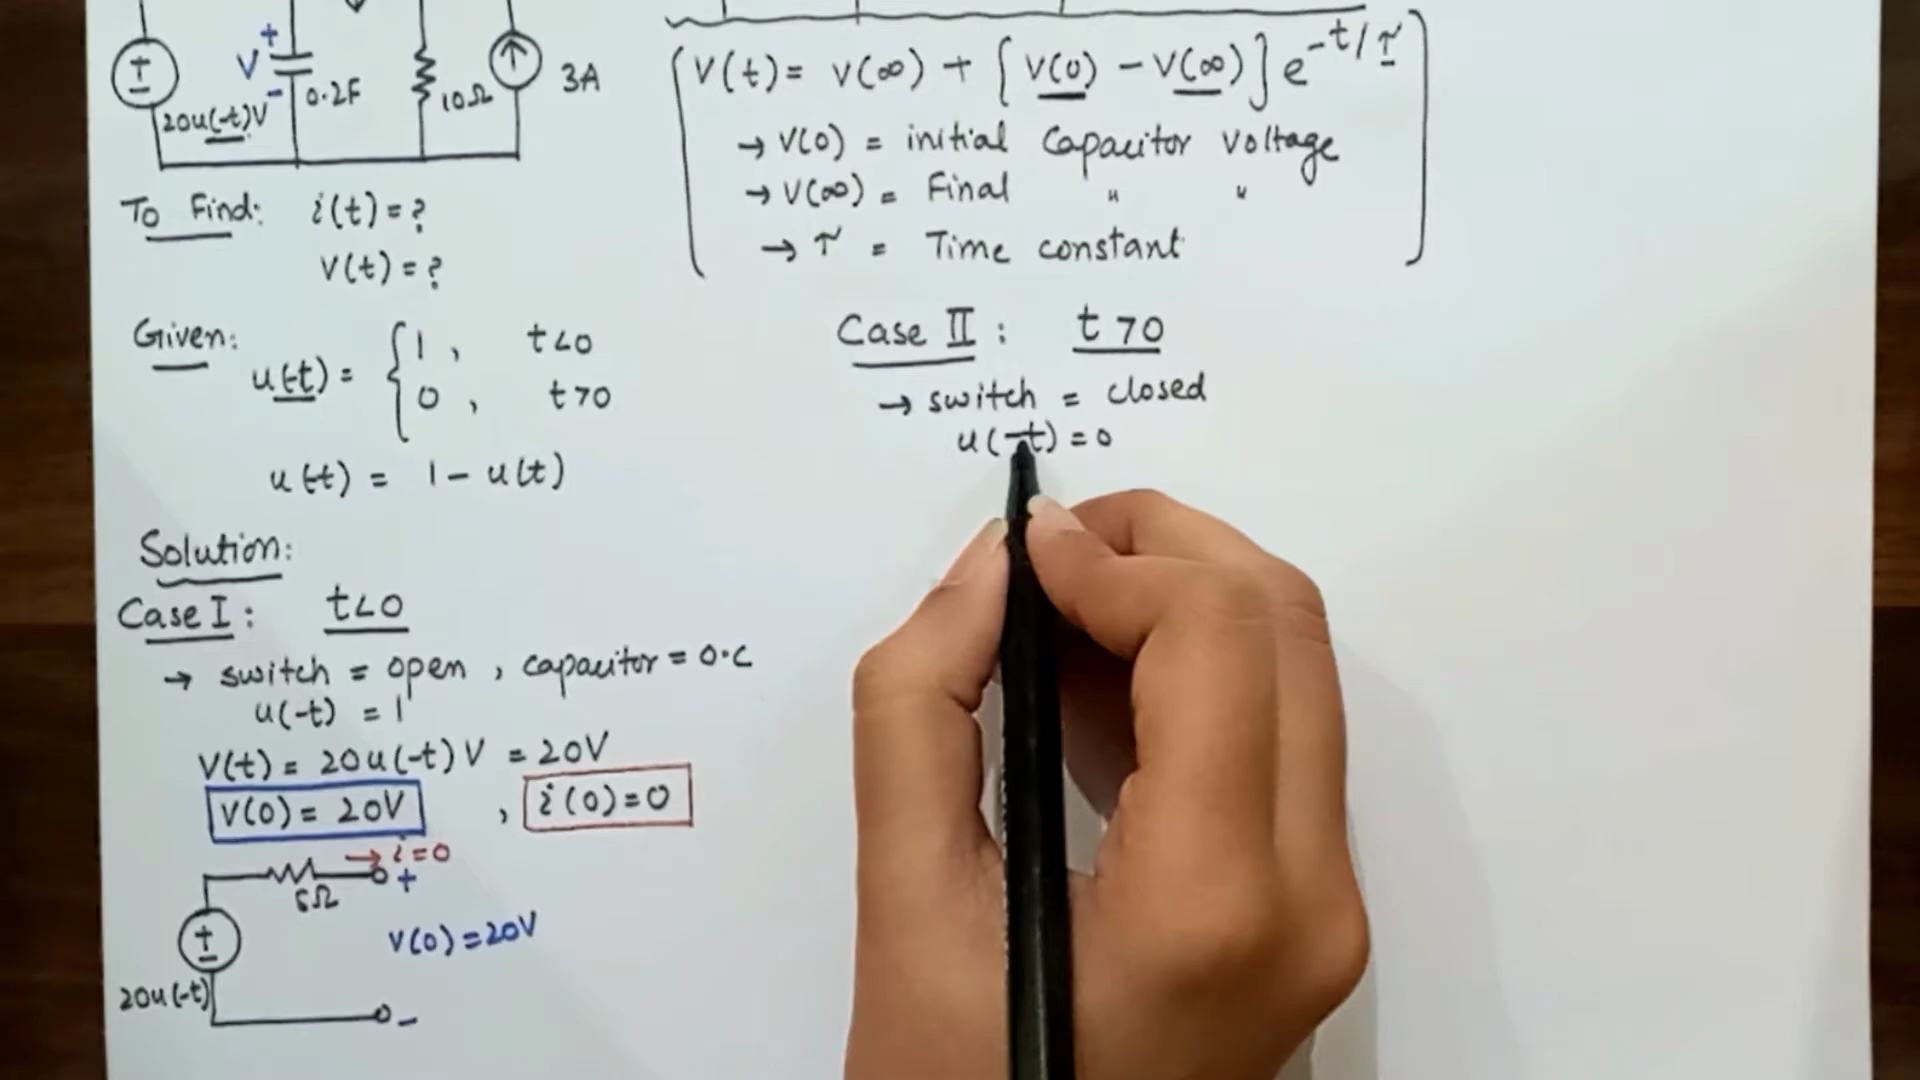 V
+
-
0.2F
20u(-t)V
10Ω
3A
To Find: i(t) = ?
V(t) = ?
Given:
u(-t) = { 1 , t<0
0 , t>0
u(-t) = 1 - u(t)
Solution:
Case I : t<0
→ switch = open , capacitor = O.C
u(-t) = 1
V(t) = 20u(-t) V = 20V
V(0) = 20V , i(0) = 0
→ i = 0
5Ω
+
V(0) = 20V
20u(-t)
-
V(t) = V(∞) + [V(0) - V(∞)] e^-t/τ
→ V(0) = initial Capacitor Voltage
→ V(∞) = Final " "
→ τ = Time constant
Case II : t>0
→ switch = closed
u(-t) = 0